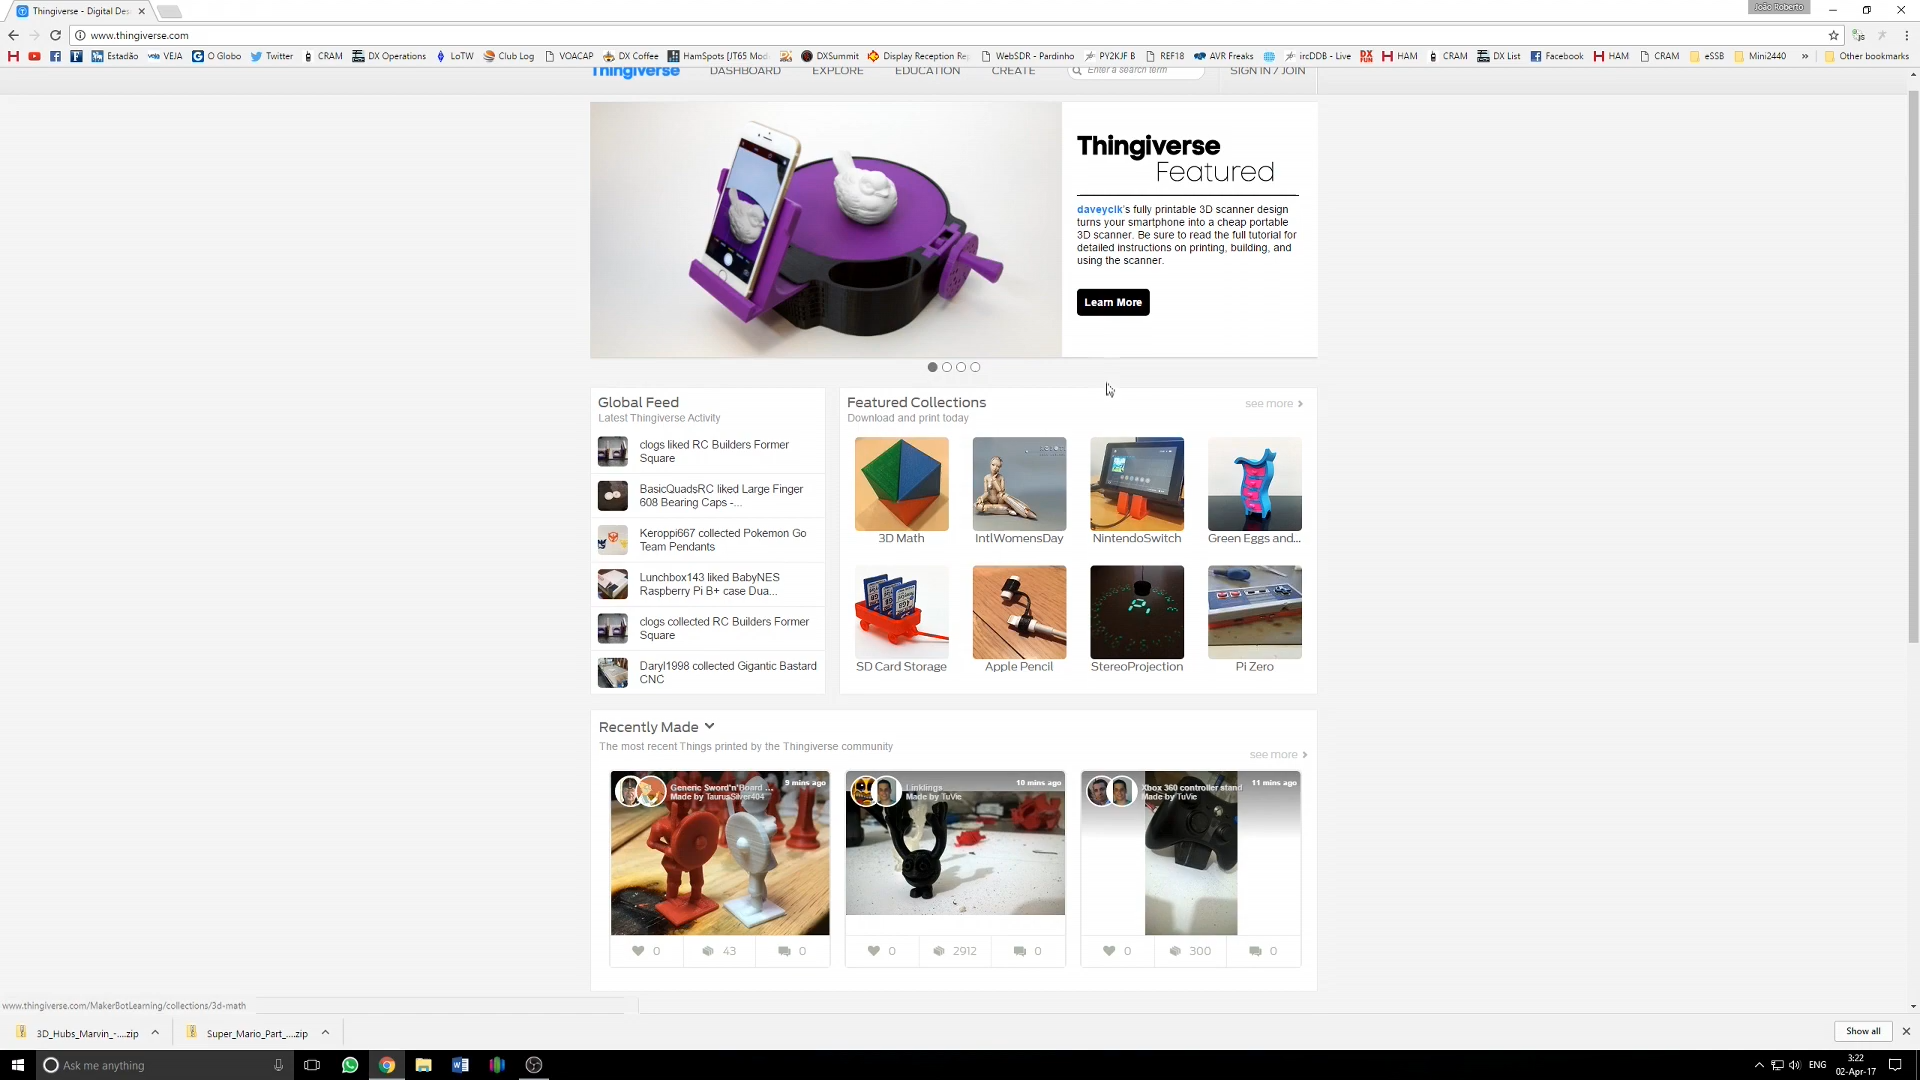 Thingiverse - Digital Des
João Roberto
www.thingiverse.com
Estadão VEJA O Globo Twitter CRAM DX Operations LoTW Club Log VOACAP DX Coffee HamSpots [JT65 Mod DXSummit Display Reception Rep WebSDR - Pardinho PY2KJF B REF18 AVR Freaks ircDDB - Live HAM CRAM DX List Facebook HAM CRAM eSSB Mini2440 » Other bookmarks
Thingiverse DASHBOARD EXPLORE EDUCATION CREATE Enter a search term SIGN IN / JOIN
Thingiverse
Featured
daveyclk's fully printable 3D scanner design
turns your smartphone into a cheap portable
3D scanner. Be sure to read the full tutorial for
detailed instructions on printing, building, and
using the scanner.
Learn More
Global Feed
Latest Thingiverse Activity
clogs liked RC Builders Former
Square
BasicQuadsRC liked Large Finger
608 Bearing Caps -...
Keroppi667 collected Pokemon Go
Team Pendants
Lunchbox143 liked BabyNES
Raspberry Pi B+ case Dua...
clogs collected RC Builders Former
Square
Daryl1998 collected Gigantic Bastard
CNC
Featured Collections
see more
Download and print today
3D Math IntlWomensDay NintendoSwitch Green Eggs and...
SD Card Storage Apple Pencil StereoProjection Pi Zero
Recently Made
The most recent Things printed by the Thingiverse community
see more
Generic Sword'n'Board ...
Made by TaurusSilver404
9 mins ago
Linklings
Made by TuVie
10 mins ago
Xbox 360 controller stand
Made by TuVie
11 mins ago
0 43 0
0 2912 0
0 300 0
www.thingiverse.com/MakerBotLearning/collections/3d-math
3D_Hubs_Marvin_-....zip
Super_Mario_Part_....zip
Show all
Ask me anything
ENG
3:22
02-Apr-17